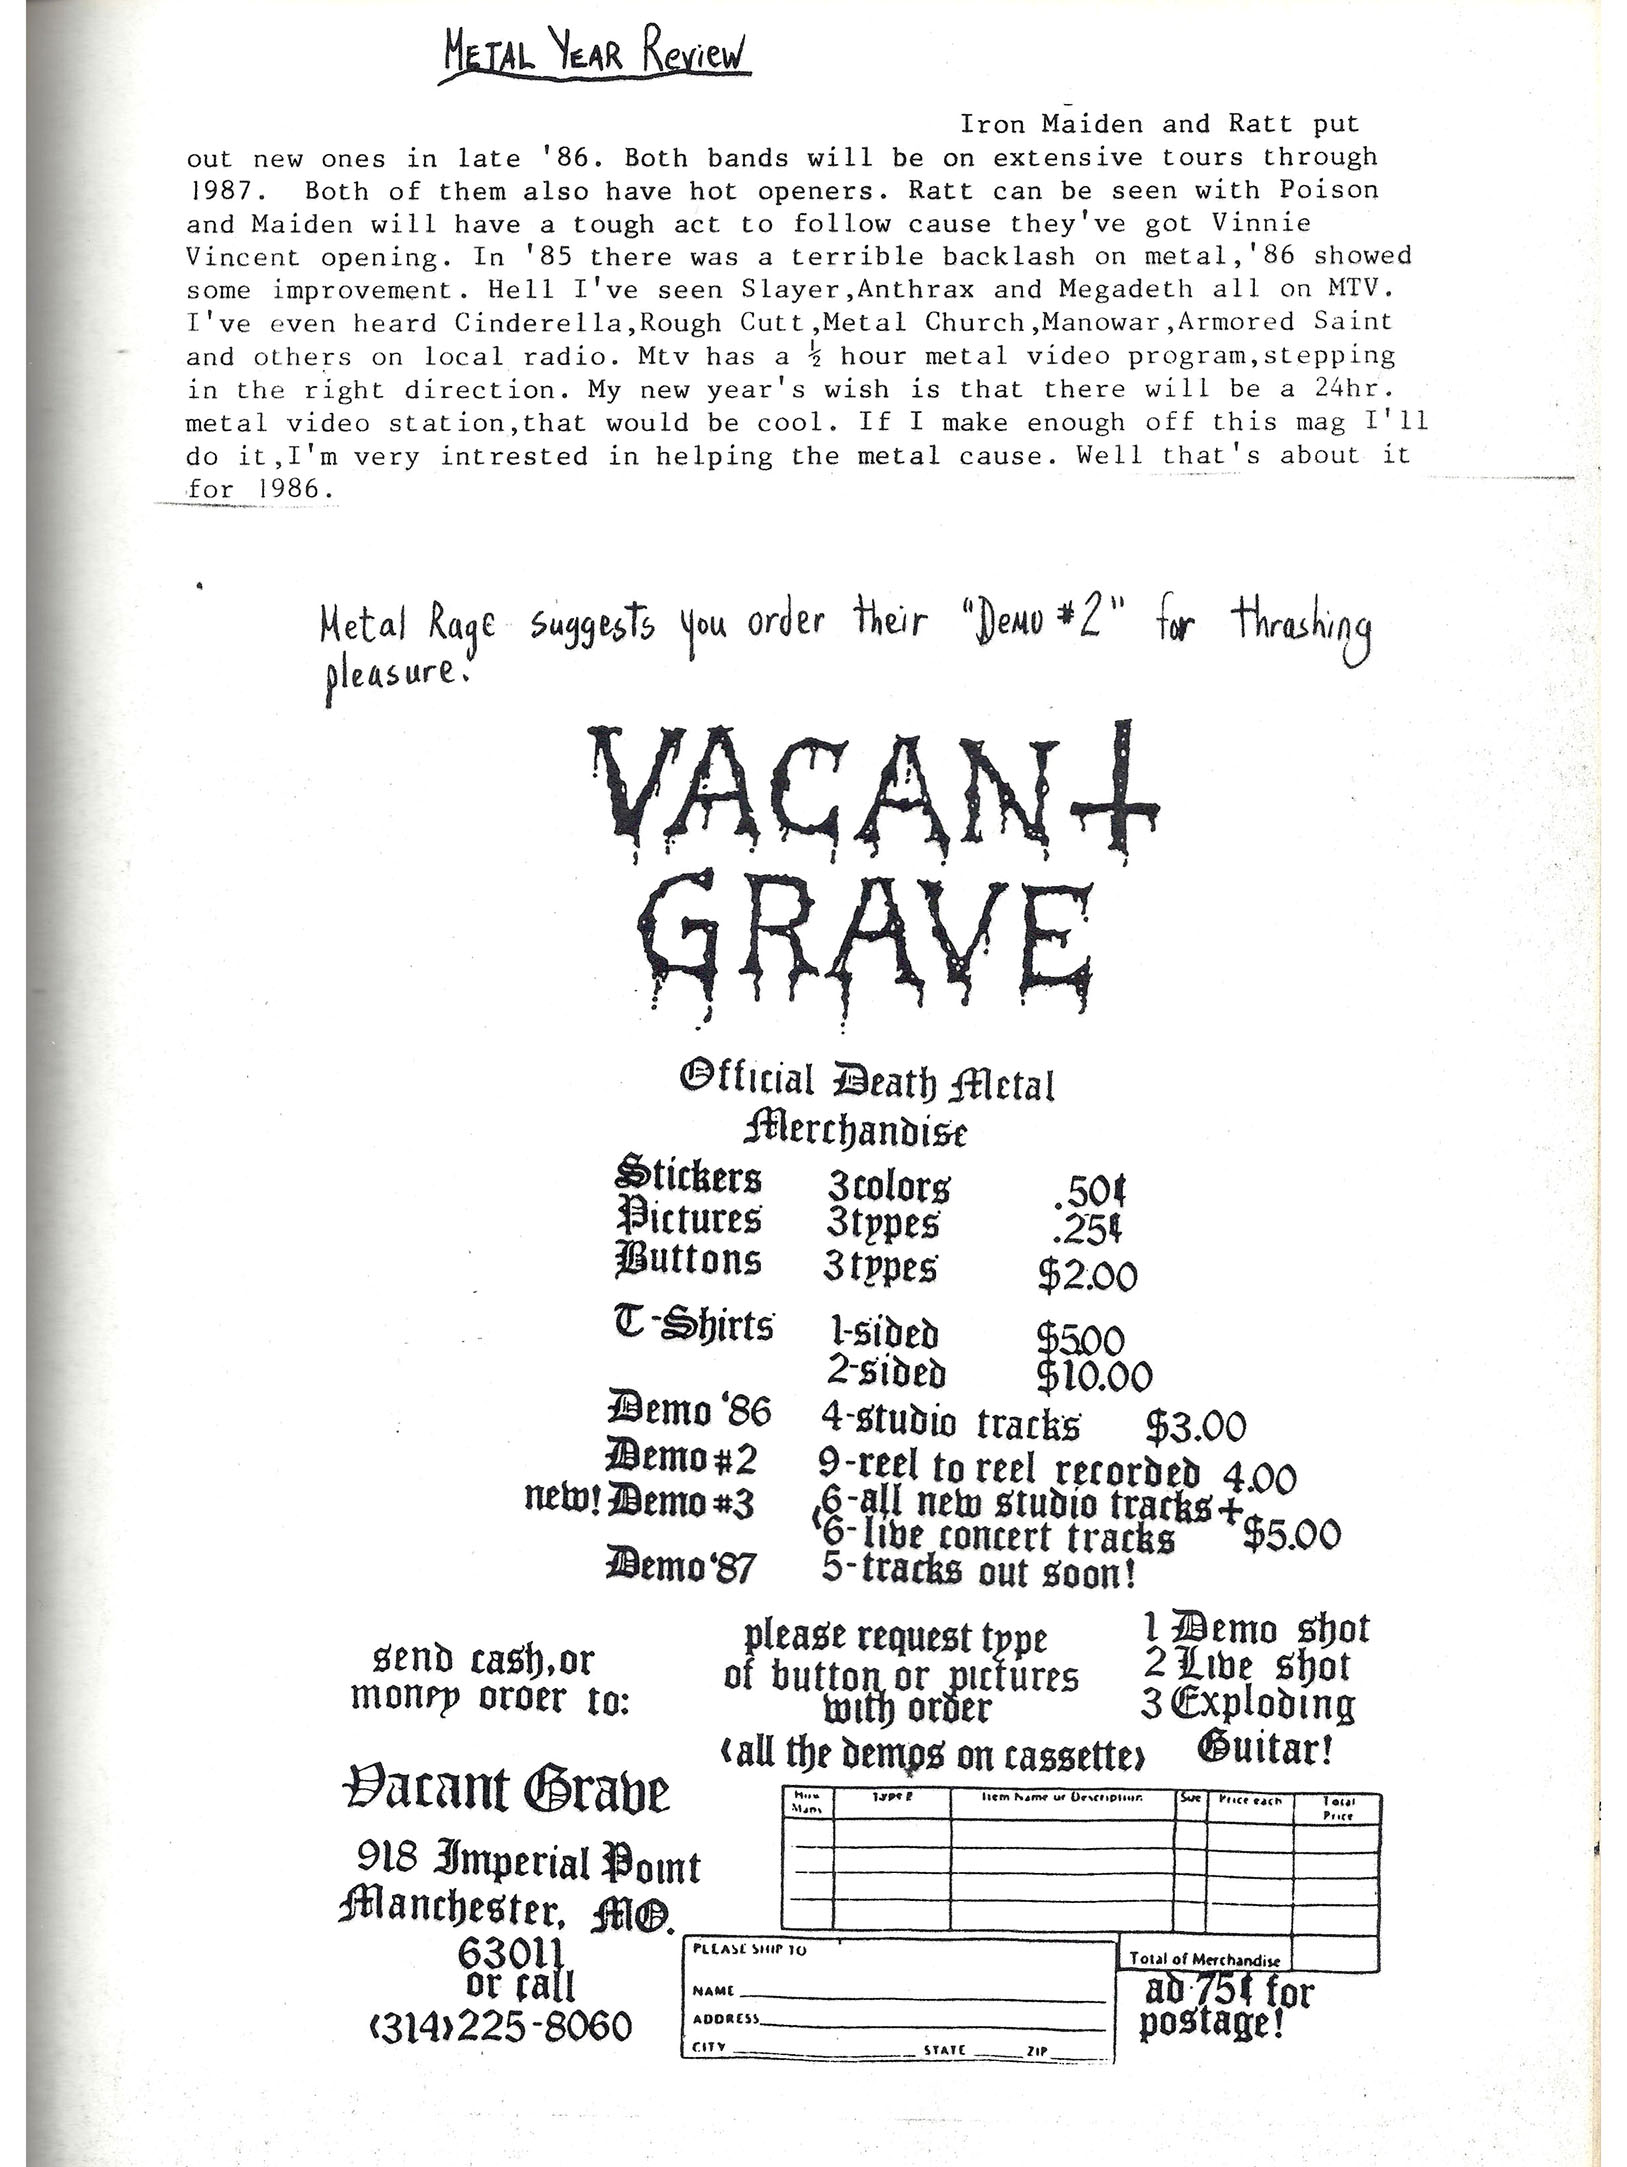 METAL YEAR Review
Iron Maiden and Ratt put
out new ones in late '86. Both bands will be on extensive tours through
1987.  Both of them also have hot openers. Ratt can be seen with Poison
and Maiden will have a tough act to follow cause they've got Vinnie
Vincent opening. In '85 there was a terrible backlash on metal,'86 showed
some improvement. Hell I've seen Slayer,Anthrax and Megadeth all on MTV.
I've even heard Cinderella,Rough Cutt,Metal Church,Manowar,Armored Saint
and others on local radio. Mtv has a ½ hour metal video program,stepping
in the right direction. My new year's wish is that there will be a 24hr.
metal video station,that would be cool. If I make enough off this mag I'll
do it,I'm very intrested in helping the metal cause. Well that's about it
for 1986.
Metal Rage suggests you order their "Demo #2" for thrashing
pleasure.
VACANT
GRAVE
Official Death Metal
Merchandise
Stickers 3colors .50¢
Pictures 3types .25¢
Buttons 3types $2.00
T-Shirts 1-sided $5.00
2-sided $10.00
Demo '86 4-studio tracks $3.00
Demo #2 9-reel to reel recorded 4.00
new! Demo #3 6-all new studio tracks+
6-live concert tracks $5.00
Demo '87 5-tracks out soon!
send cash,or
money order to:
please request type
of button or pictures
with order
(all the demos on cassette)
1 Demo shot
2 Live shot
3 Exploding
Guitar!
Vacant Grave
918 Imperial Point
Manchester, MO.
63011
or call
(314)225-8060
How Many Type # Item Name or Description Size Price each Total Price
Total of Merchandise
PLEASE SHIP TO
NAME
ADDRESS
CITY STATE ZIP
ad 75¢ for
postage!